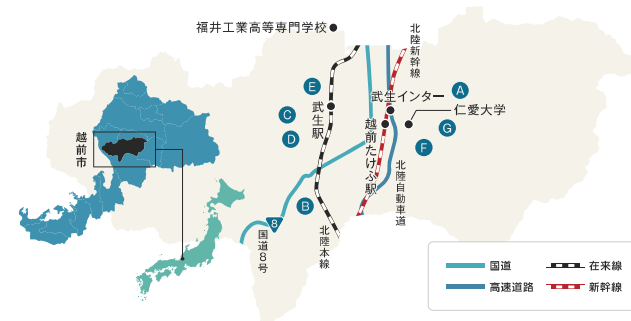 福井工業高等専門学校
北陸新幹線
E
A
武生インター
仁愛大学
C
武生駅
G
D
越前たけふ駅
F
越前市
北陸自動車道
B
8
国道8号
北陸本線
国道
在来線
高速道路
新幹線